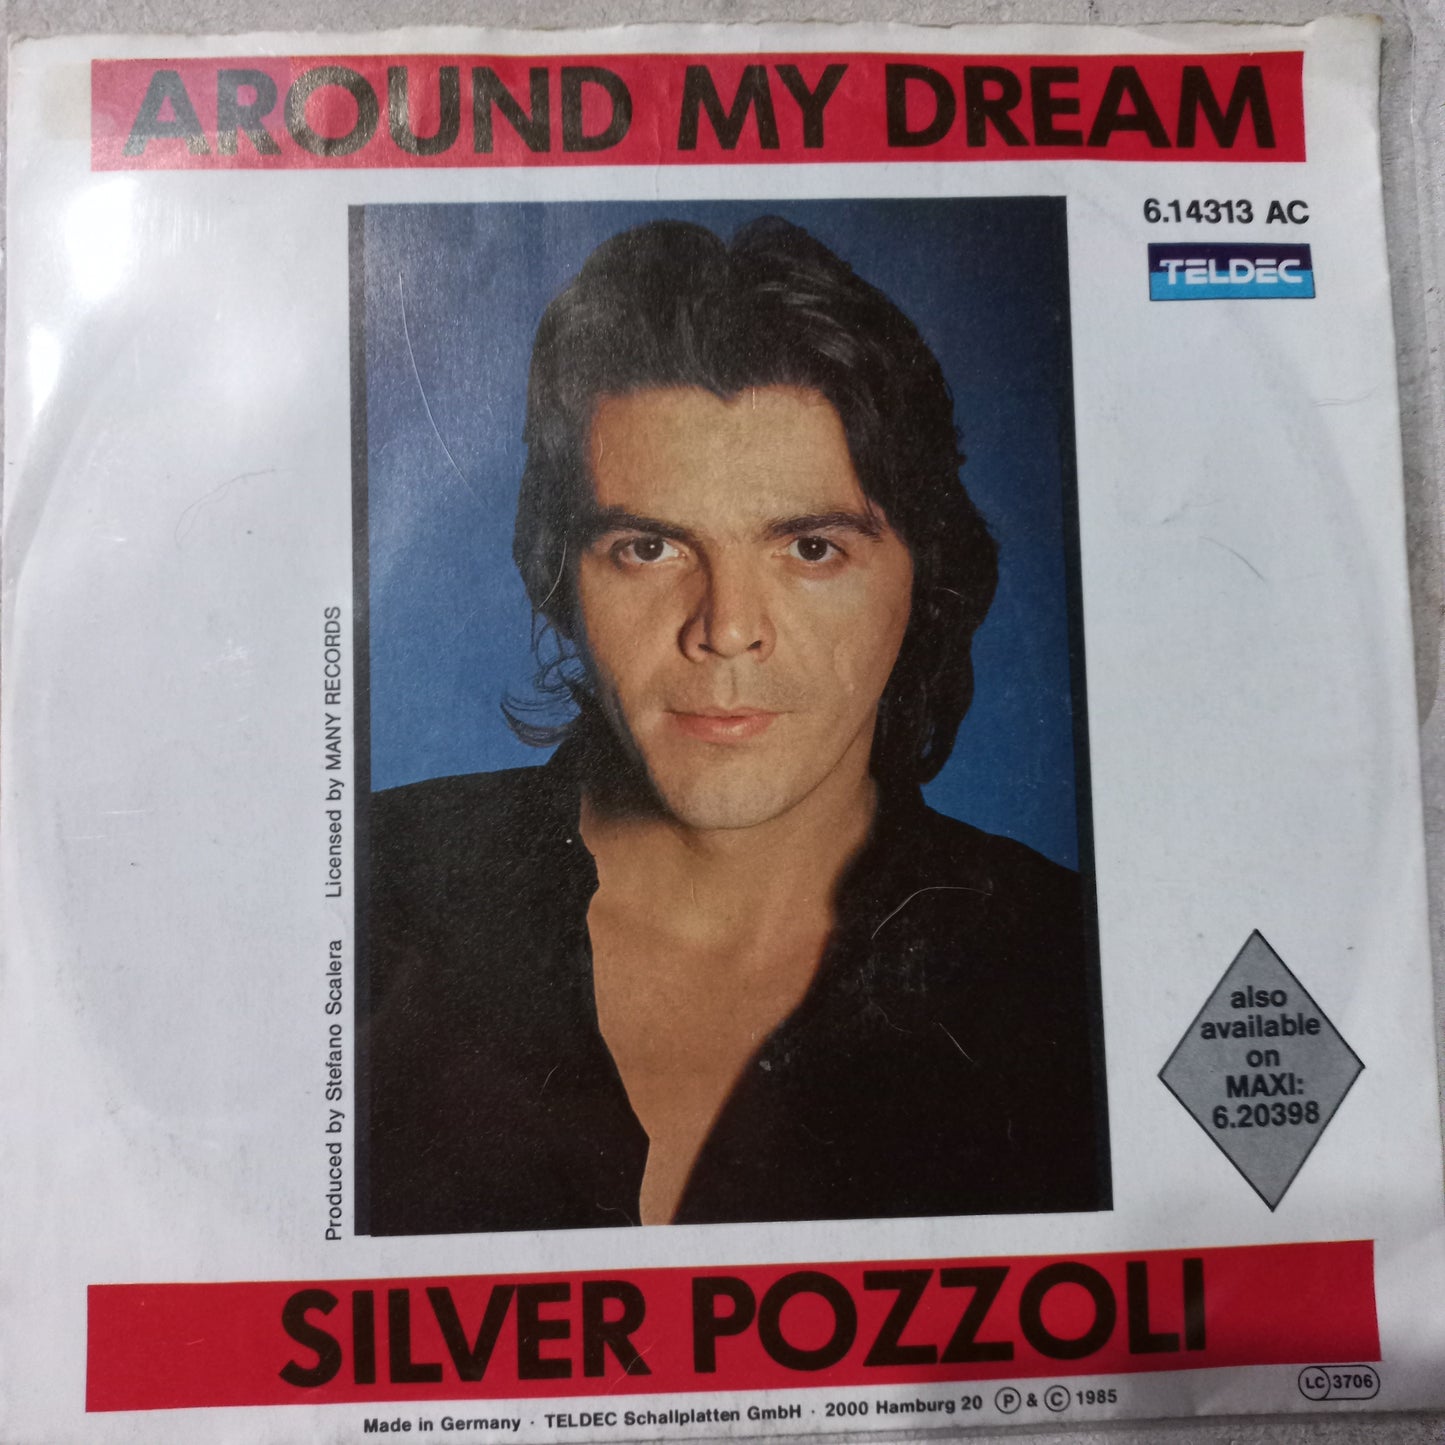 AROUND MY DREAM
6.14313 AC
TELDEC
Produced by Stefano Scalera Licensed by MANY RECORDS
also
available
on
MAXI:
6.20398
SILVER POZZOLI
LC 3706
Made in Germany · TELDEC Schallplatten GmbH · 2000 Hamburg 20 Ⓟ & © 1985